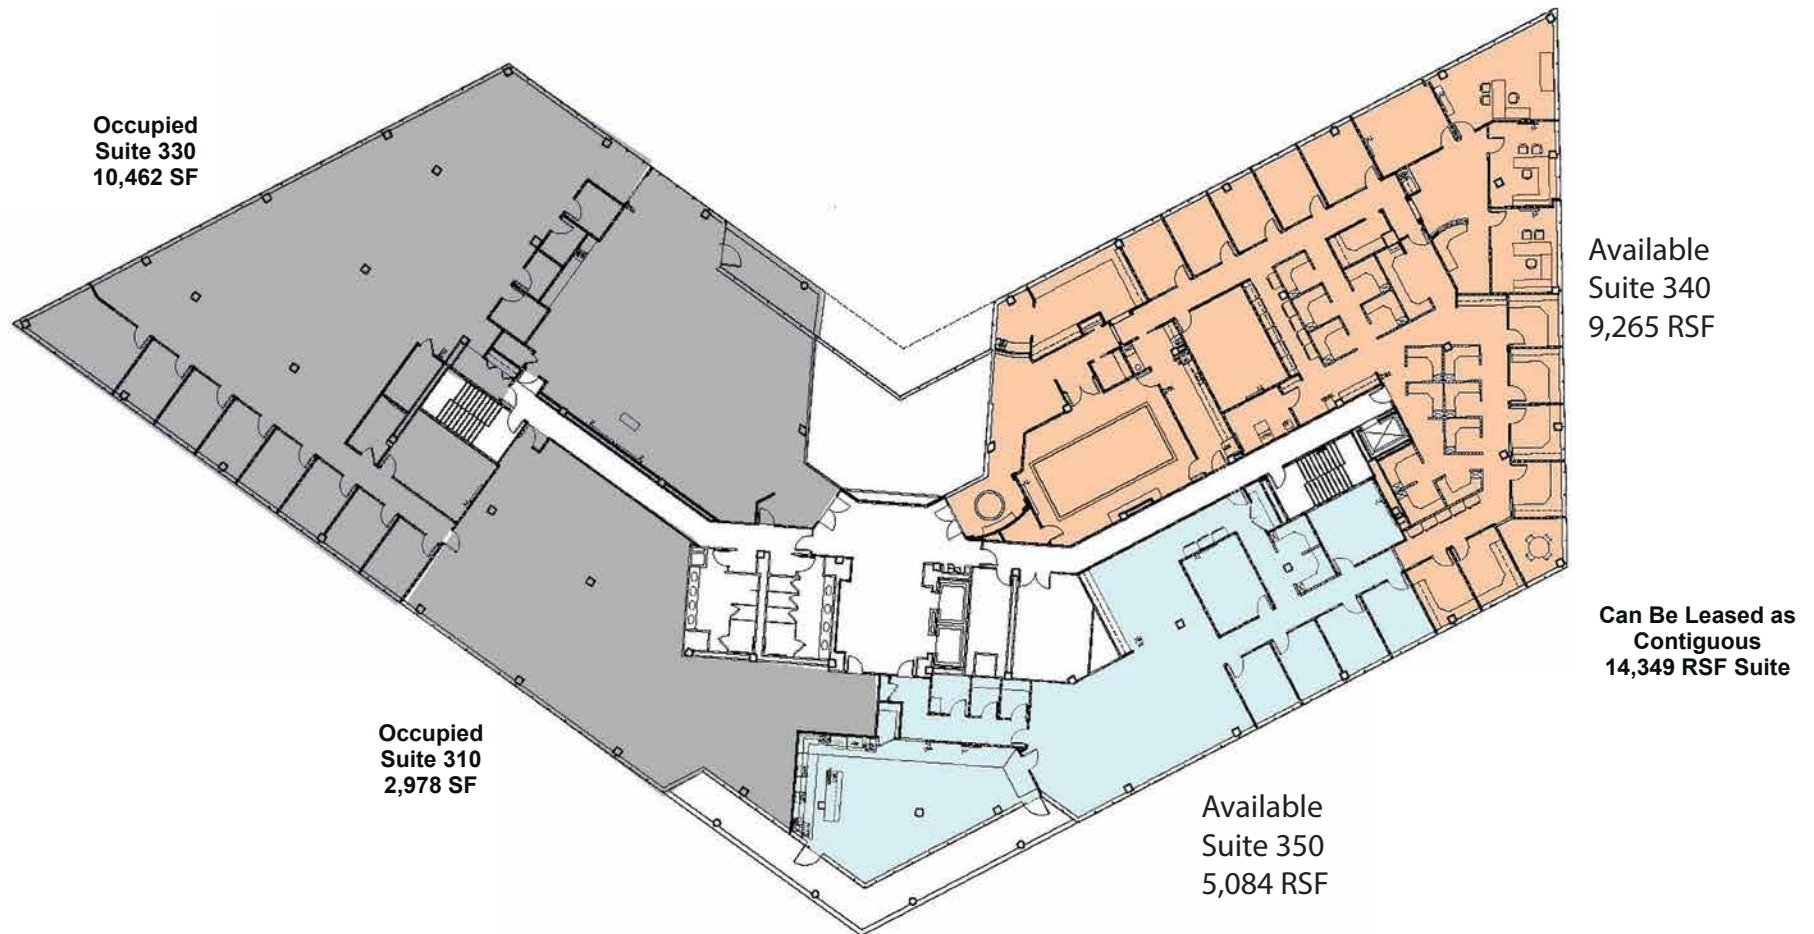 Occupied
Suite 330
10,462 SF
Available
Suite 340
9,265 RSF
Can Be Leased as
Contiguous
14,349 RSF Suite
Occupied
Suite 310
2,978 SF
Available
Suite 350
5,084 RSF